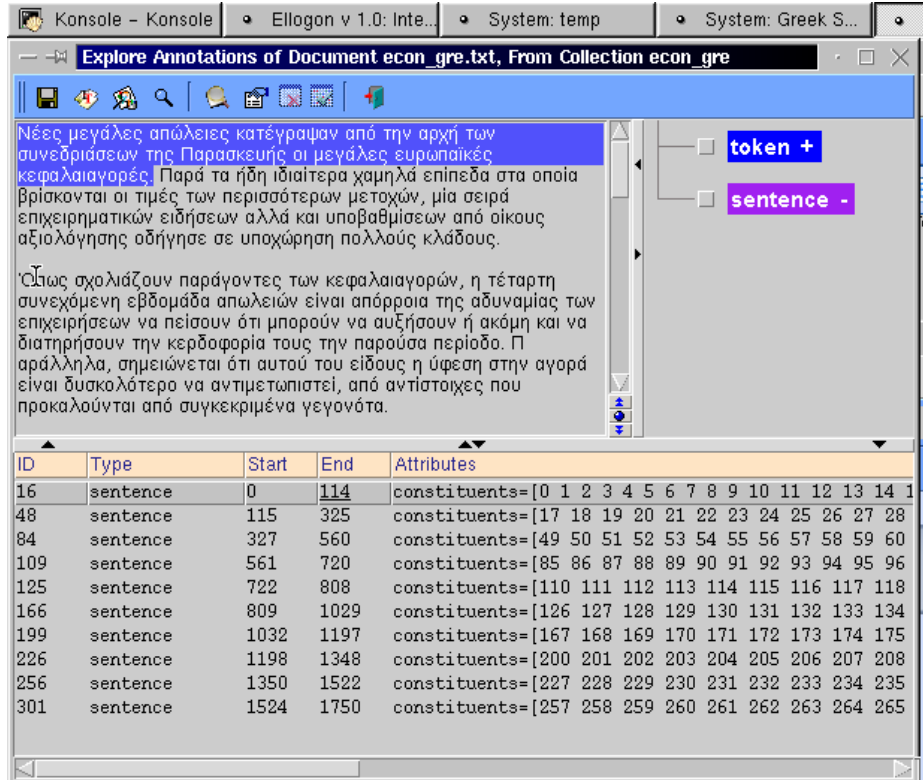 Konsole - Konsole
Ellogon v 1.0: Inte...
System: temp
System: Greek S...
Explore Annotations of Document econ_gre.txt, From Collection econ_gre
Νέες μεγάλες απώλειες κατέγραψαν από την αρχή των
συνεδριάσεων της Παρασκευής οι μεγάλες ευρωπαϊκές
κεφαλαιαγορές. Παρά τα ήδη ιδιαίτερα χαμηλά επίπεδα στα οποία
βρίσκονται οι τιμές των περισσότερων μετοχών, μία σειρά
επιχειρηματικών ειδήσεων αλλά και υποβαθμίσεων από οίκους
αξιολόγησης οδήγησε σε υποχώρηση πολλούς κλάδους.
Όπως σχολιάζουν παράγοντες των κεφαλαιαγορών, η τέταρτη
συνεχόμενη εβδομάδα απωλειών είναι απόρροια της αδυναμίας των
επιχειρήσεων να πείσουν ότι μπορούν να αυξήσουν ή ακόμη και να
διατηρήσουν την κερδοφορία τους την παρούσα περίοδο. Π
αράλληλα, σημειώνεται ότι αυτού του είδους η ύφεση στην αγορά
είναι δυσκολότερο να αντιμετωπιστεί, από αντίστοιχες που
προκαλούνται από συγκεκριμένα γεγονότα.
token +
sentence -
ID Type Start End Attributes
16 sentence 0 114 constituents=[0 1 2 3 4 5 6 7 8 9 10 11 12 13 14 1
48 sentence 115 325 constituents=[17 18 19 20 21 22 23 24 25 26 27 28
84 sentence 327 560 constituents=[49 50 51 52 53 54 55 56 57 58 59 60
109 sentence 561 720 constituents=[85 86 87 88 89 90 91 92 93 94 95 96
125 sentence 722 808 constituents=[110 111 112 113 114 115 116 117 118
166 sentence 809 1029 constituents=[126 127 128 129 130 131 132 133 134
199 sentence 1032 1197 constituents=[167 168 169 170 171 172 173 174 175
226 sentence 1198 1348 constituents=[200 201 202 203 204 205 206 207 208
256 sentence 1350 1522 constituents=[227 228 229 230 231 232 233 234 235
301 sentence 1524 1750 constituents=[257 258 259 260 261 262 263 264 265